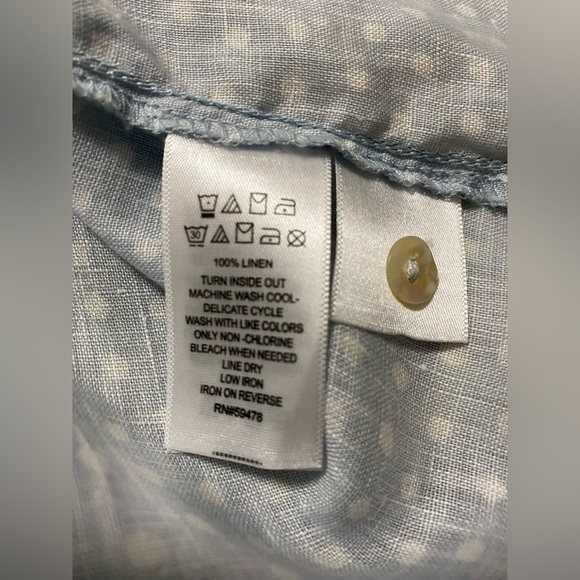 30
100% LINEN
TURN INSIDE OUT
MACHINE WASH COOL-
DELICATE CYCLE
WASH WITH LIKE COLORS
ONLY NON -CHLORINE
BLEACH WHEN NEEDED
LINE DRY
LOW IRON
IRON ON REVERSE
RN#59478